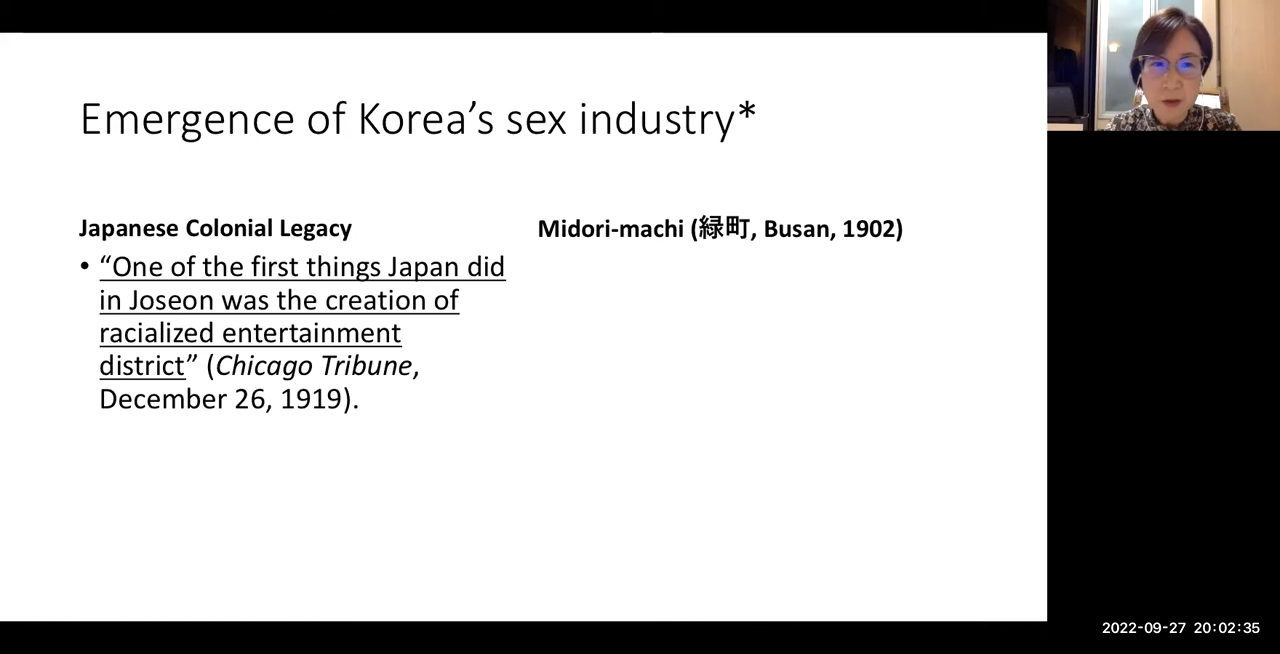 Emergence of Korea’s sex industry*
Japanese Colonial Legacy
• “One of the first things Japan did
in Joseon was the creation of
racialized entertainment
district” (Chicago Tribune,
December 26, 1919).
Midori-machi (緑町, Busan, 1902)
2022-09-27 20:02:35